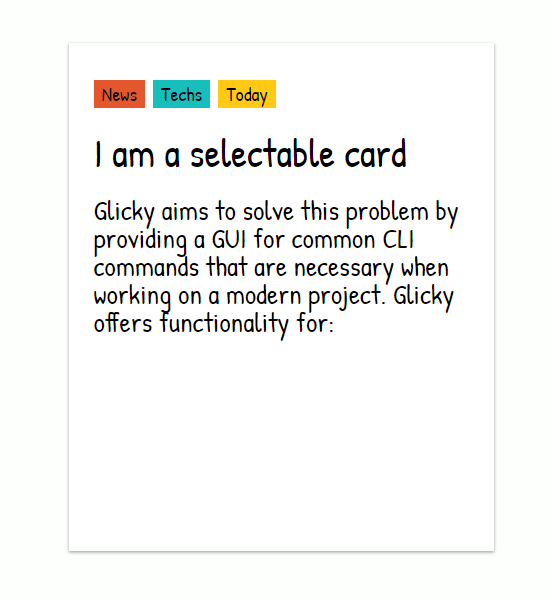 News Techs Today
I am a selectable card
Glicky aims to solve this problem by
providing a GUI for common CLI
commands that are necessary when
working on a modern project. Glicky
offers functionality for: